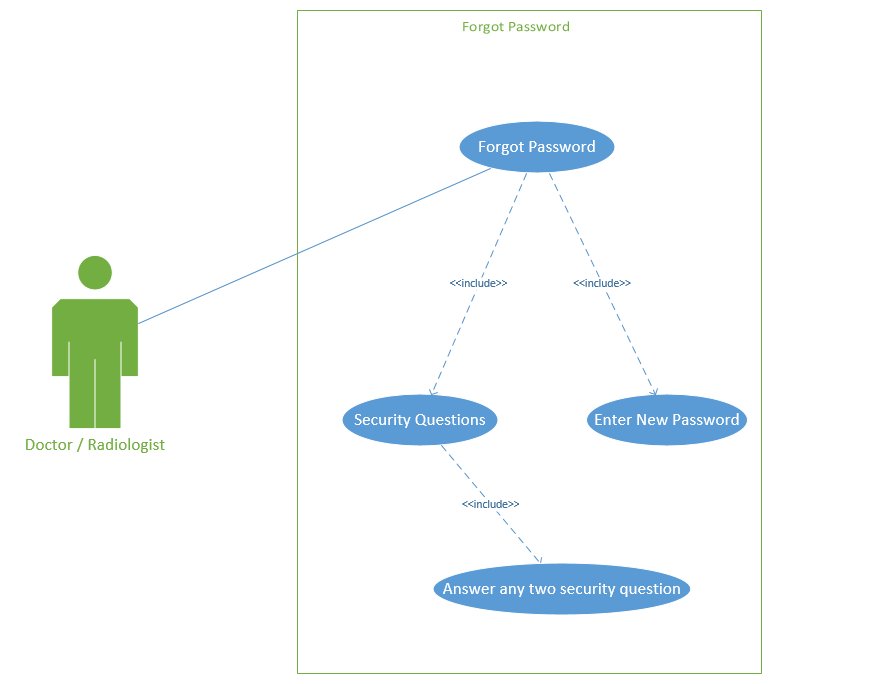 Forgot Password
Forgot Password
<<include>>
<<include>>
Security Questions
Enter New Password
Doctor / Radiologist
<<include>>
Answer any two security question